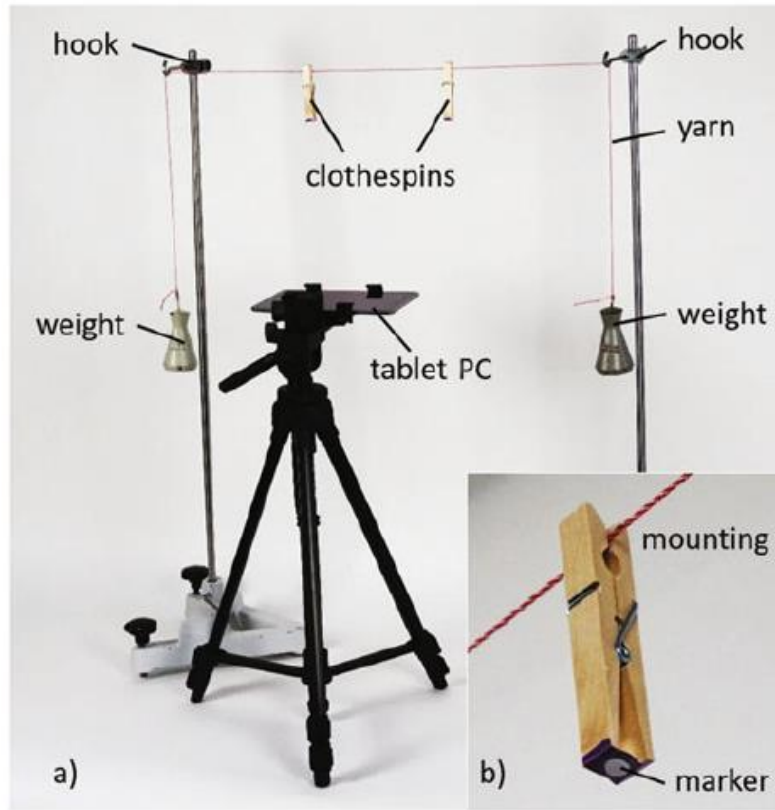 hook
hook
yarn
clothespins
weight
weight
tablet PC
mounting
a)
b)
marker